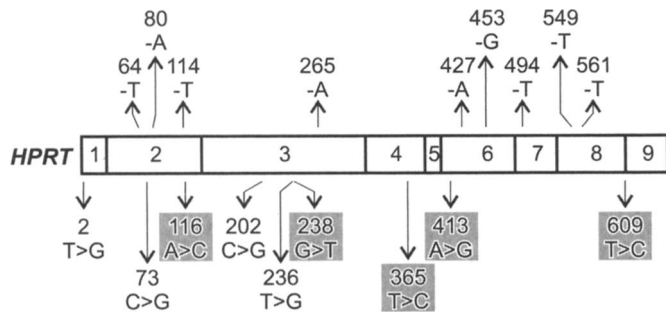 80
-A
453
-G
549
-T
64
-T
114
-T
265
-A
427
-A
494
-T
561
-T
HPRT 1 2 3 4 5 6 7 8 9
2
T>G
116
A>C
202
C>G
238
G>T
413
A>G
609
T>C
73
C>G
236
T>G
365
T>C